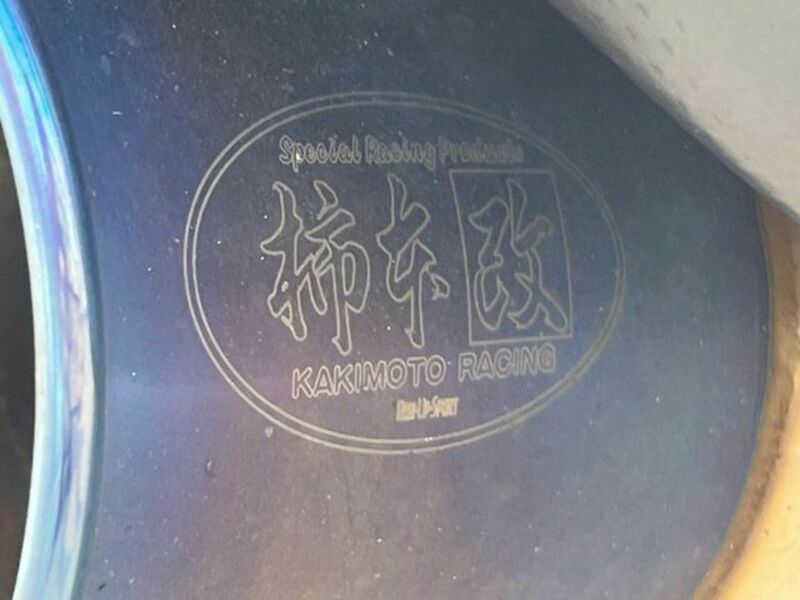 Special Racing Products
柿本改
KAKIMOTO RACING